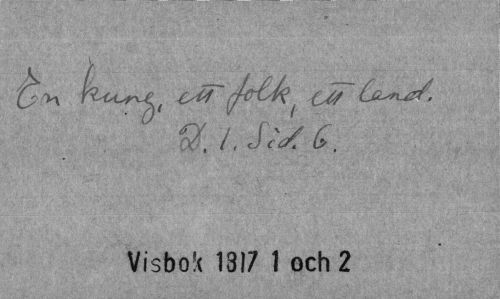 En kung, ett folk, ett land.
D. 1. Sid. 6.
Visbok 1817 1 och 2